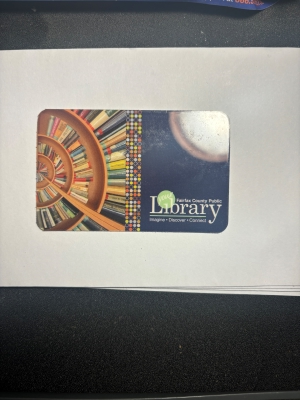 Fairfax County Public
Library
Imagine • Discover • Connect